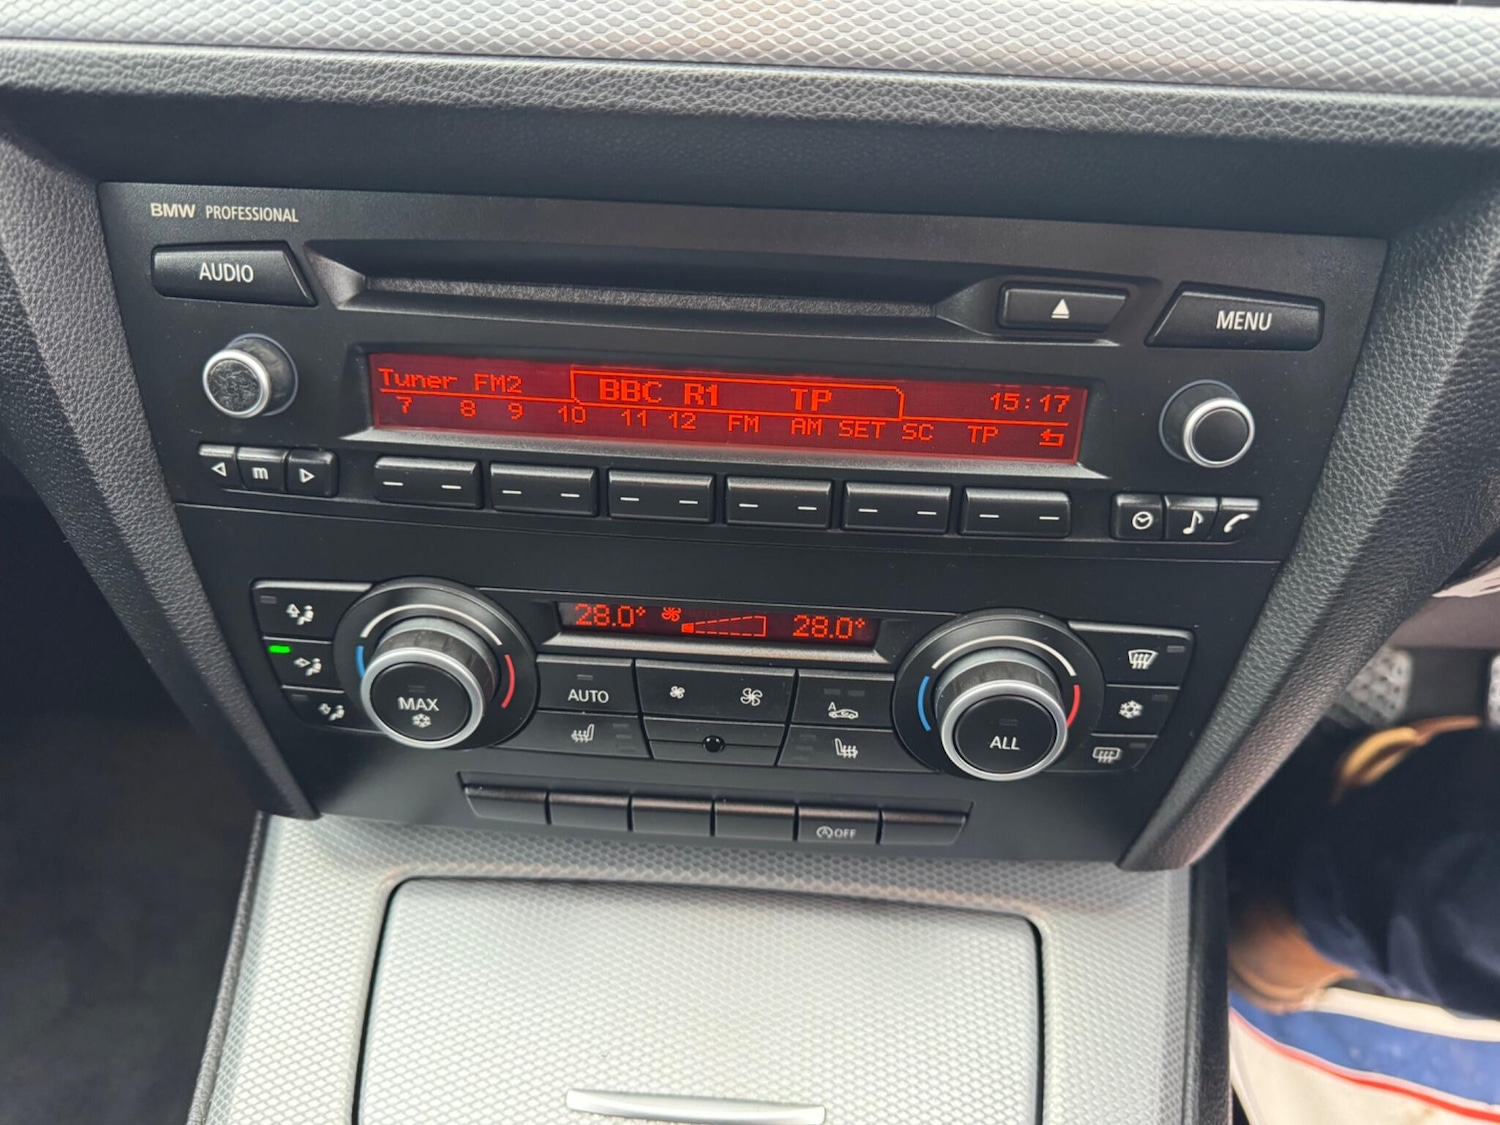 BMW PROFESSIONAL
AUDIO
MENU
Tuner FM2 BBC R1 TP 15:17
7 8 9 10 11 12 FM AM SET SC TP
m
28.0° 28.0°
MAX
AUTO
A
ALL
A OFF